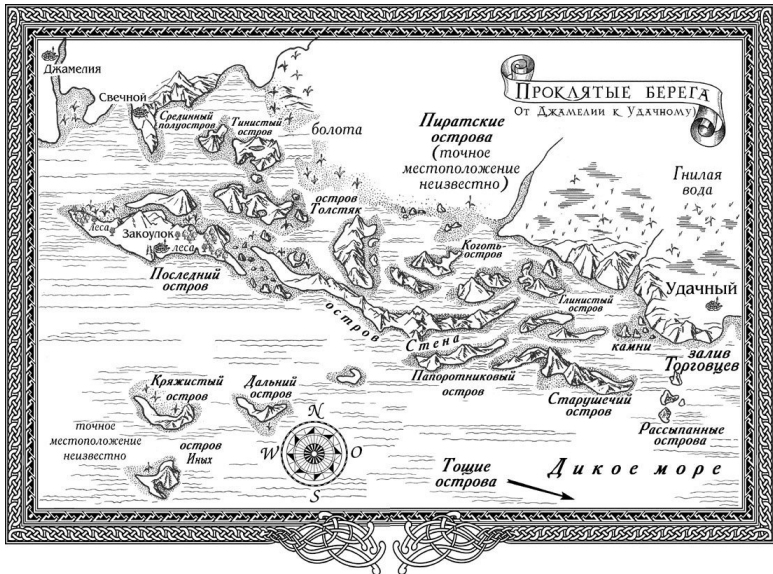 Джамелия
Свечной
Срединный
полуостров
Тинистый
остров
болота
Пиратские
острова
(точное
местоположение
неизвестно)
Проклятые берега
От Джамелии к Удачному)
Гнилая
вода
остров
Толстяк
леса
Закоулок
леса
Последний
остров
Коготь-
остров
Глинистый
остров
Удачный
остров Стена
камни
залив
Торговцев
Папоротниковый
остров
Старушечий
остров
Рассыпанные
острова
Кряжистый
остров
Дальний
остров
точное
местоположение
неизвестно
остров
Иных
N
W
O
S
Тощие
острова
Дикое море